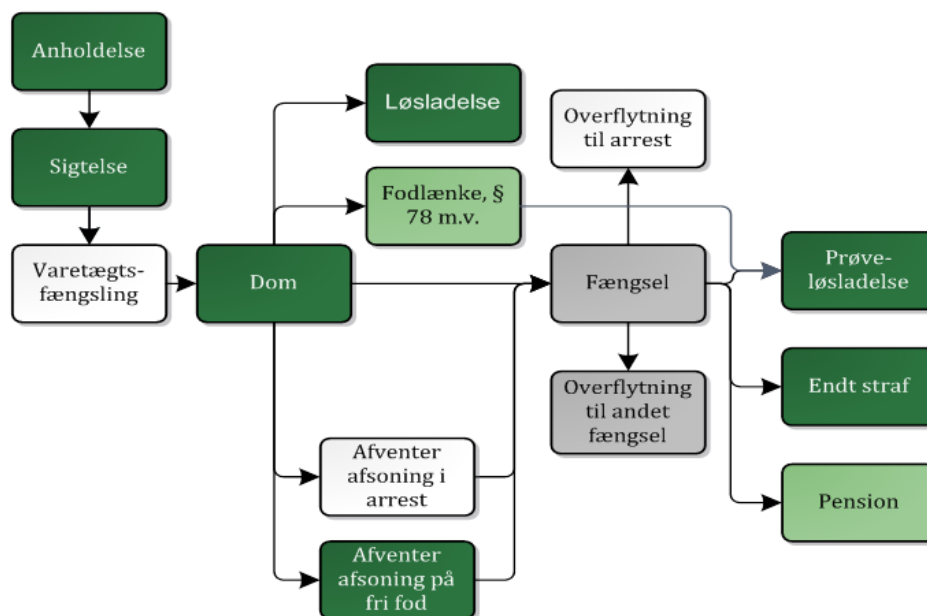 Anholdelse
Sigtelse
Varetægts-
fængsling
Dom
Løsladelse
Fodlænke, §
78 m.v.
Afventer
afsoning i
arrest
Afventer
afsoning på
fri fod
Overflytning
til arrest
Fængsel
Overflytning
til andet
fængsel
Prøve-
løsladelse
Endt straf
Pension